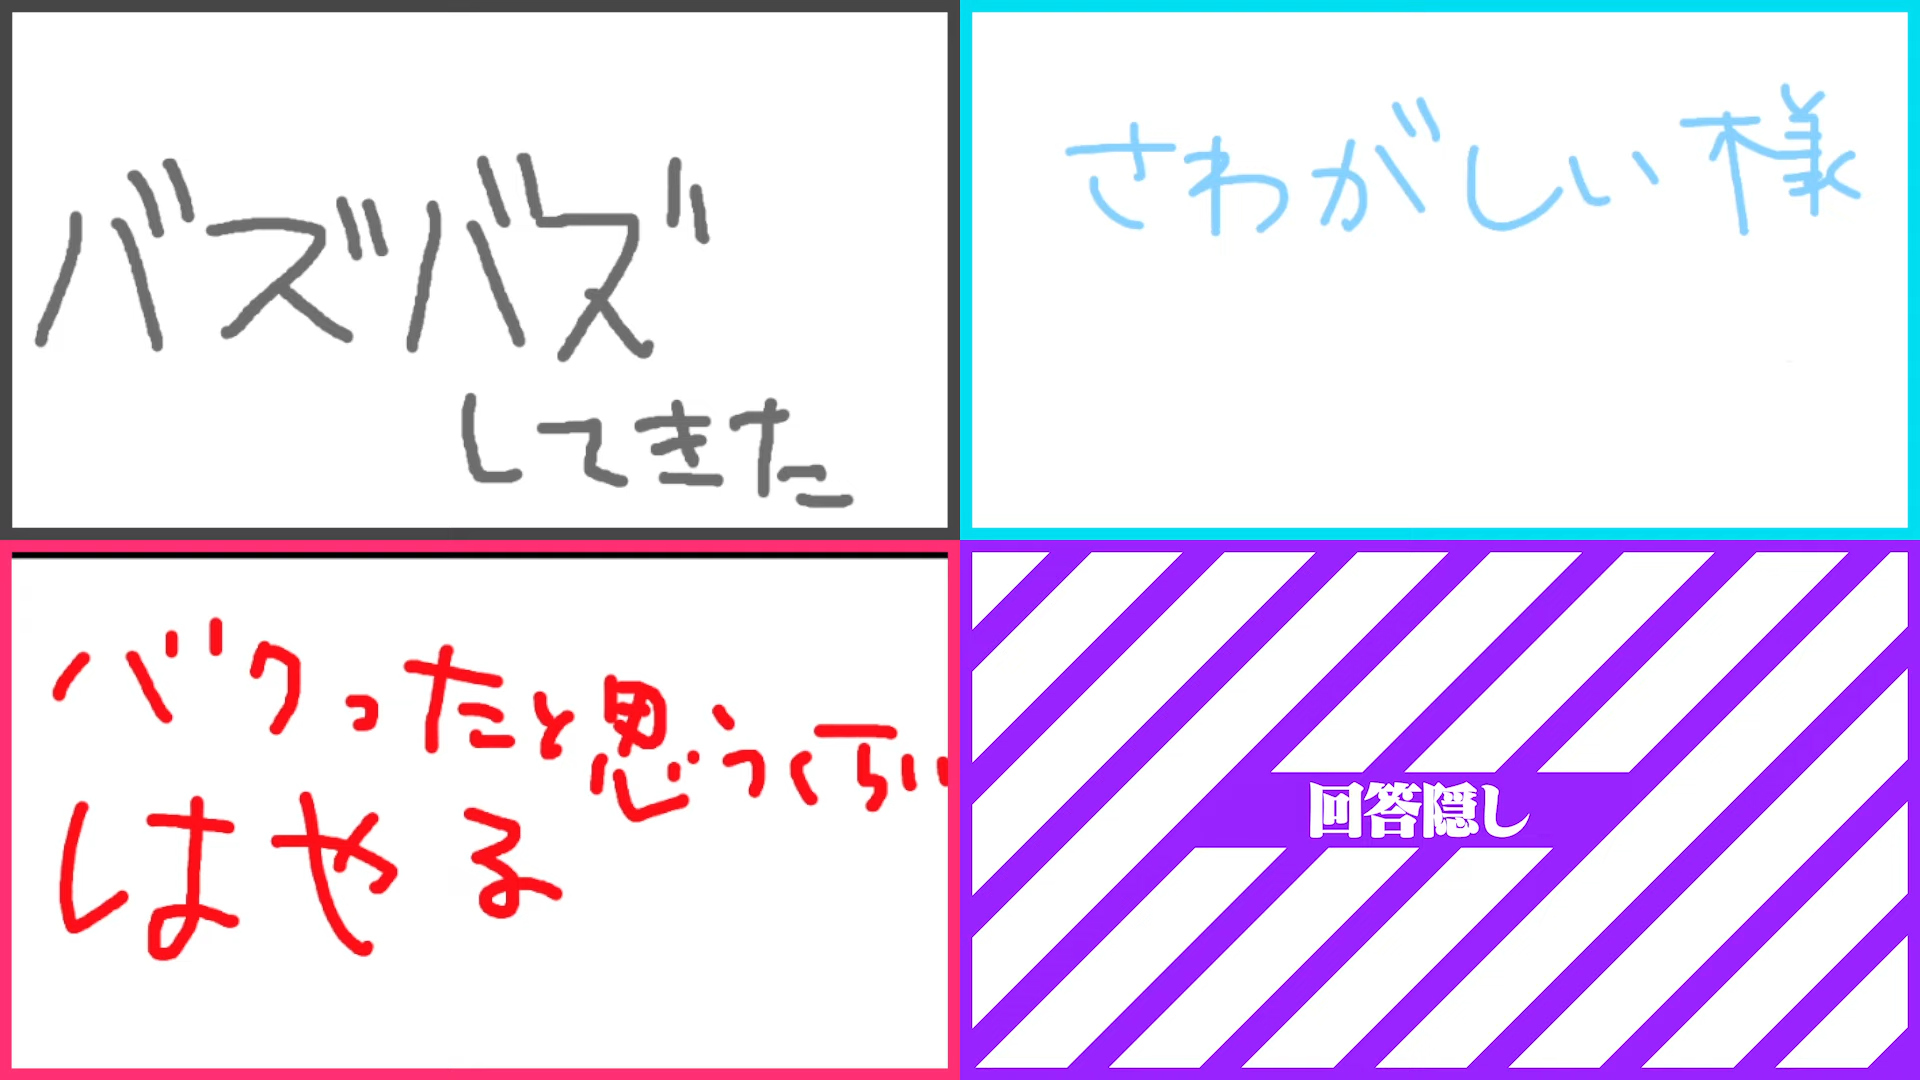 バズバズ
してきた
さわがしい様
バクったと思うくらい
はやる
回答隠し